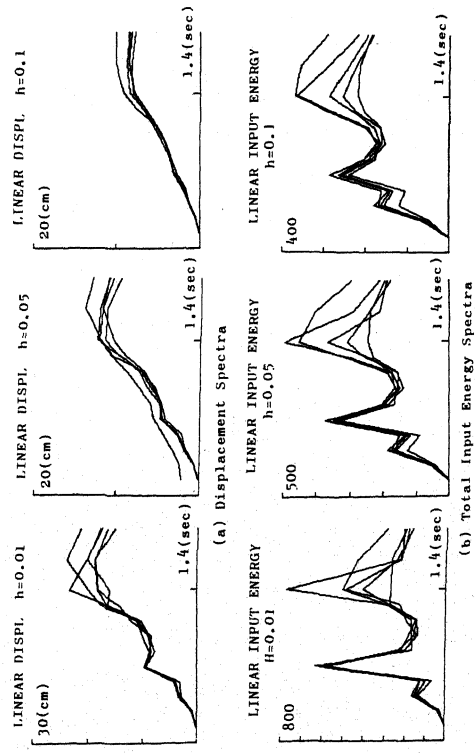 LINEAR DISPL h=0.01
30(cm)
1.4(sec)
LINEAR DISPL h=0.05
20(cm)
1.4(sec)
LINEAR DISPL h=0.1
20(cm)
1.4(sec)
(a) Displacement Spectra
LINEAR INPUT ENERGY
H=0.01
800
1.4(sec)
LINEAR INPUT ENERGY
h=0.05
500
1.4(sec)
LINEAR INPUT ENERGY
h=0.1
400
1.4(sec)
(b) Total Input Energy Spectra